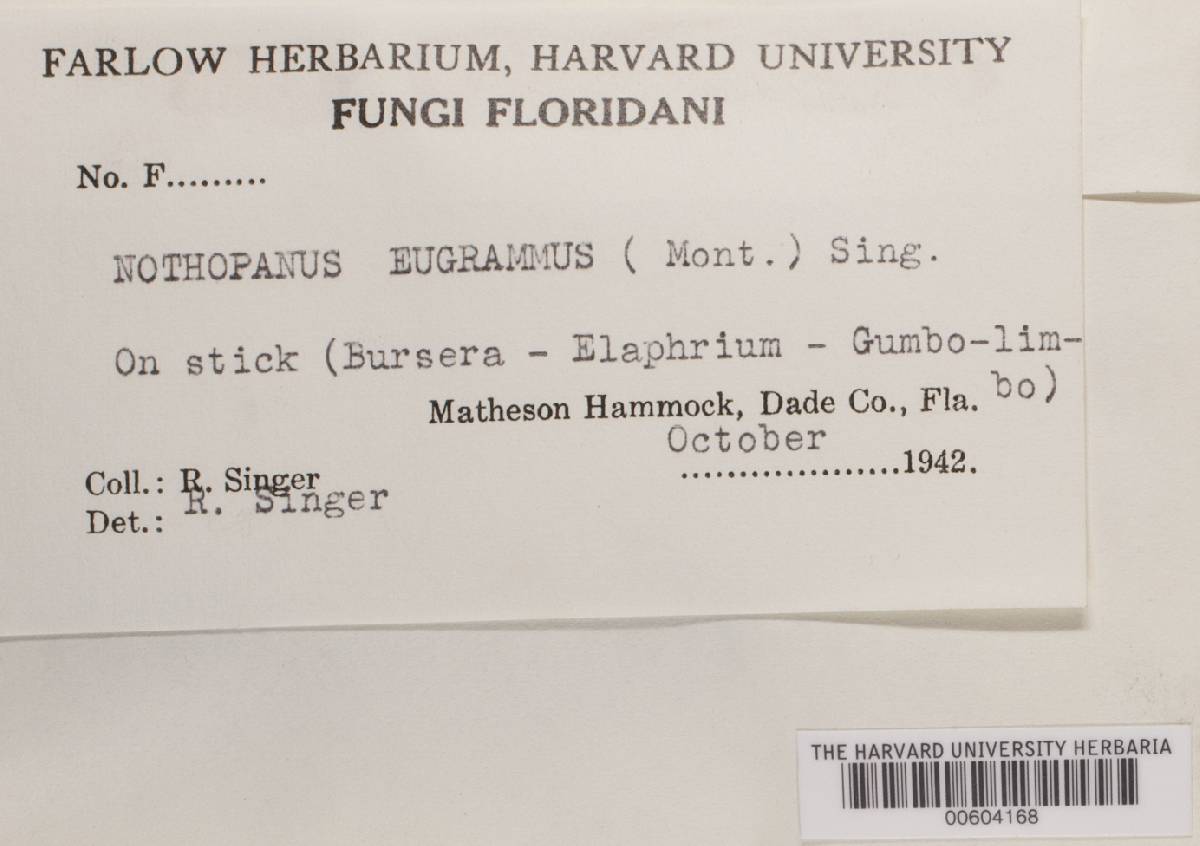 FARLOW HERBARIUM, HARVARD UNIVERSITY
FUNGI FLORIDANI
No. F.........
NOTHOPANUS EUGRAMMUS ( Mont.) Sing.
On stick (Bursera - Elaphrium - Gumbo-lim-
bo)
Matheson Hammock, Dade Co., Fla.
October
...................1942.
Coll.: R. Singer
Det.: R. Singer
THE HARVARD UNIVERSITY HERBARIA
00604168